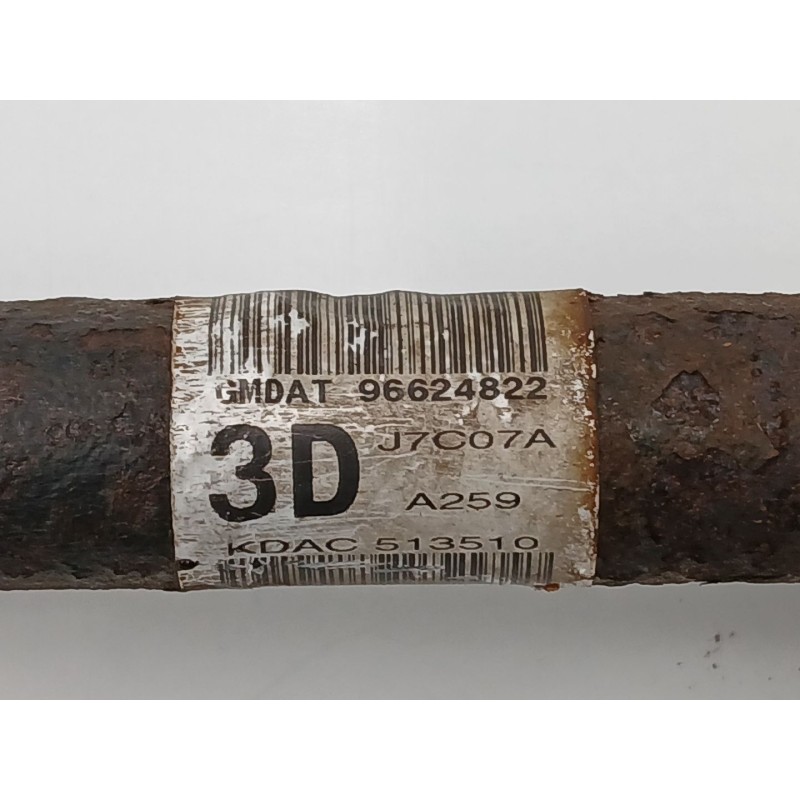 GMDAT 96624822
3D J7C07A
A259
KDAC 513510